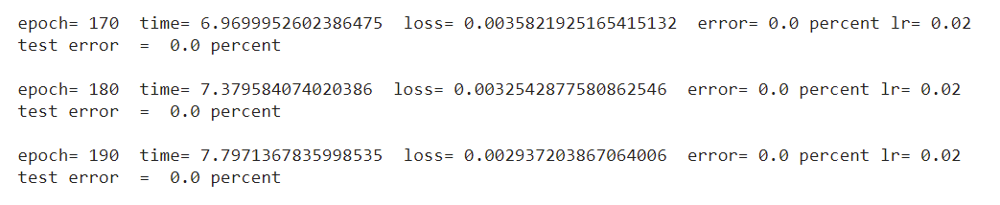 epoch= 170  time= 6.9699952602386475  loss= 0.0035821925165415132  error= 0.0 percent lr= 0.02
test error  =  0.0 percent
epoch= 180  time= 7.379584074020386  loss= 0.0032542877580862546  error= 0.0 percent lr= 0.02
test error  =  0.0 percent
epoch= 190  time= 7.7971367835998535  loss= 0.002937203867064006  error= 0.0 percent lr= 0.02
test error  =  0.0 percent